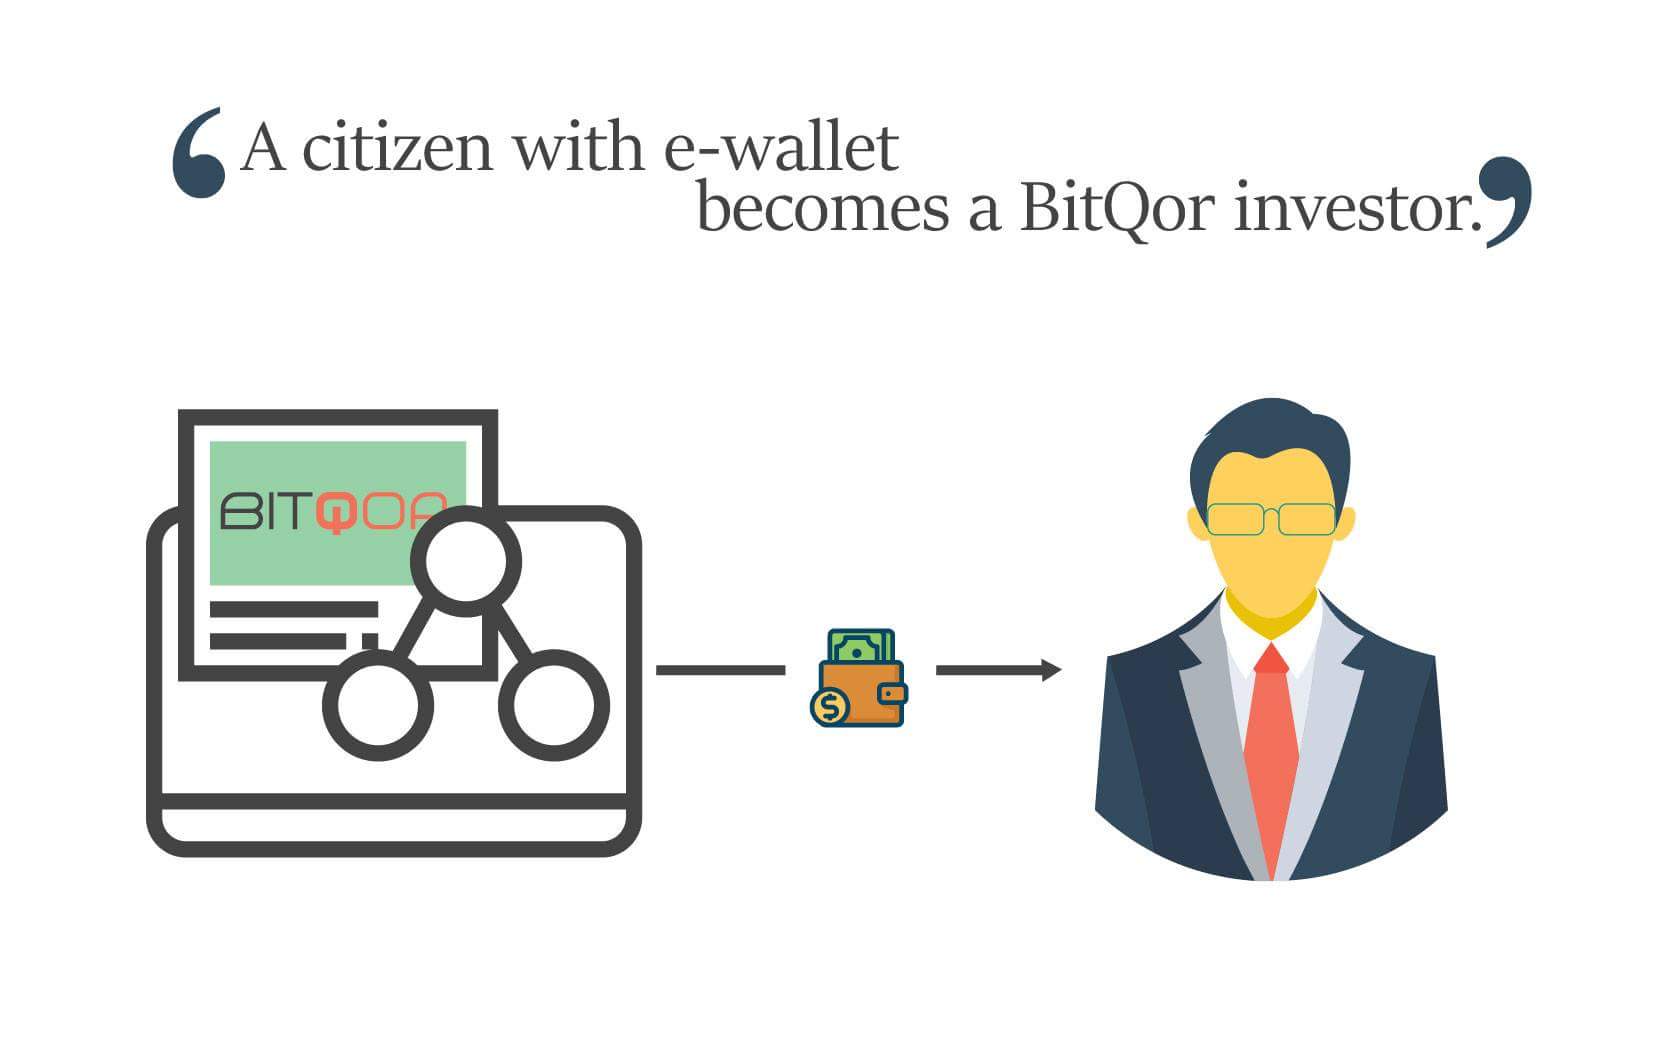 ‘A citizen with e-wallet
becomes a BitQor investor.’
BITQOR
$